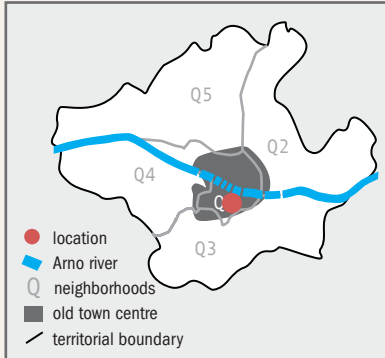 Q5
Q2
Q4
Q
Q3
location
Arno river
Q neighborhoods
old town centre
territorial boundary